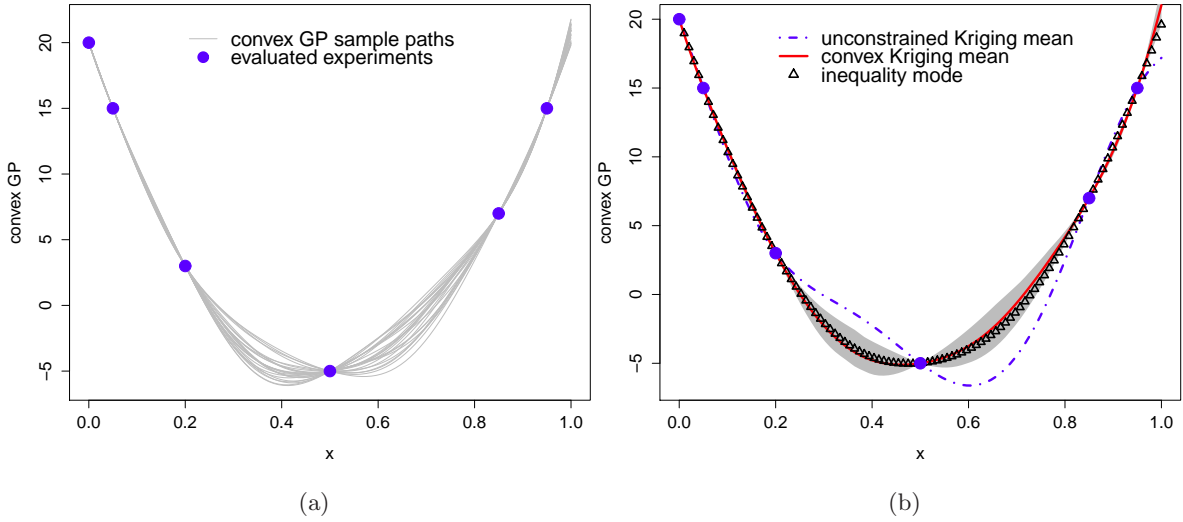 convex GP sample paths
evaluated experiments
convex GP
20
15
10
5
0
−5
0.0 0.2 0.4 0.6 0.8 1.0
x
(a)
unconstrained Kriging mean
convex Kriging mean
inequality mode
convex GP
20
15
10
5
0
−5
0.0 0.2 0.4 0.6 0.8 1.0
x
(b)